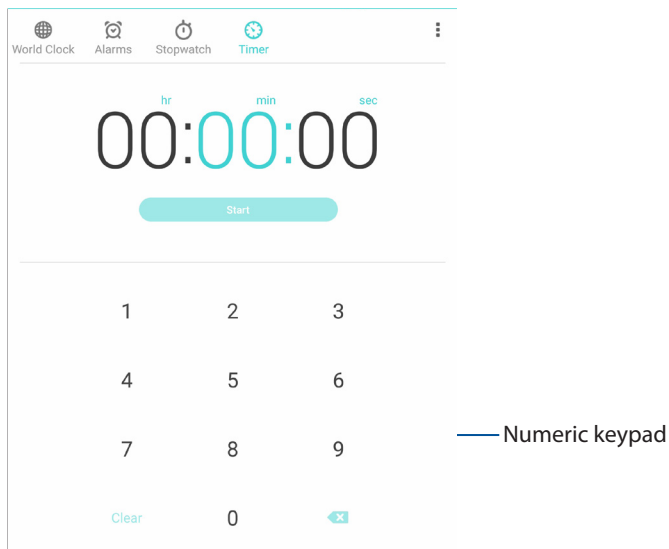 World Clock Alarms Stopwatch Timer
hr min sec
00:00:00
Start
1 2 3
4 5 6
Numeric keypad
7 8 9
Clear 0